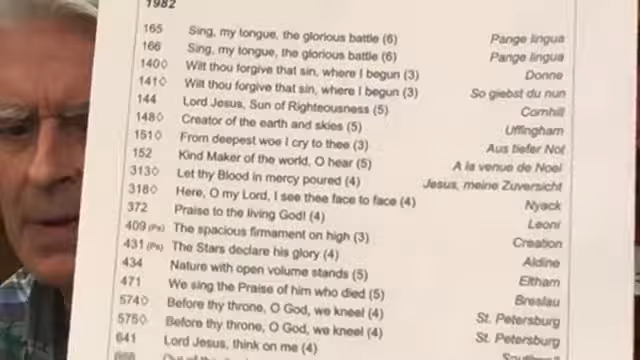 1982
165 Sing, my tongue, the glorious battle (6) Pange lingua
166 Sing, my tongue, the glorious battle (6) Pange lingua
140◊ Wilt thou forgive that sin, where I begun (3) Donne
141◊ Wilt thou forgive that sin, where I begun (3) So giebst du nun
144 Lord Jesus, Sun of Righteousness (5) Cornhill
148◊ Creator of the earth and skies (5) Uffingham
151◊ From deepest woe I cry to thee (3) Aus tiefer Not
152 Kind Maker of the world, O hear (5) A la venue de Noel
313◊ Let thy Blood in mercy poured (4) Jesus, meine Zuversicht
318◊ Here, O my Lord, I see thee face to face (4) Nyack
372 Praise to the living God! (4) Leoni
409 (Ps) The spacious firmament on high (3) Creation
431 (Ps) The Stars declare his glory (4) Aldine
434 Nature with open volume stands (5) Eltham
471 We sing the Praise of him who died (5) Breslau
574◊ Before thy throne, O God, we kneel (4) St. Petersburg
575◊ Before thy throne, O God, we kneel (4) St. Petersburg
641 Lord Jesus, think on me (4)